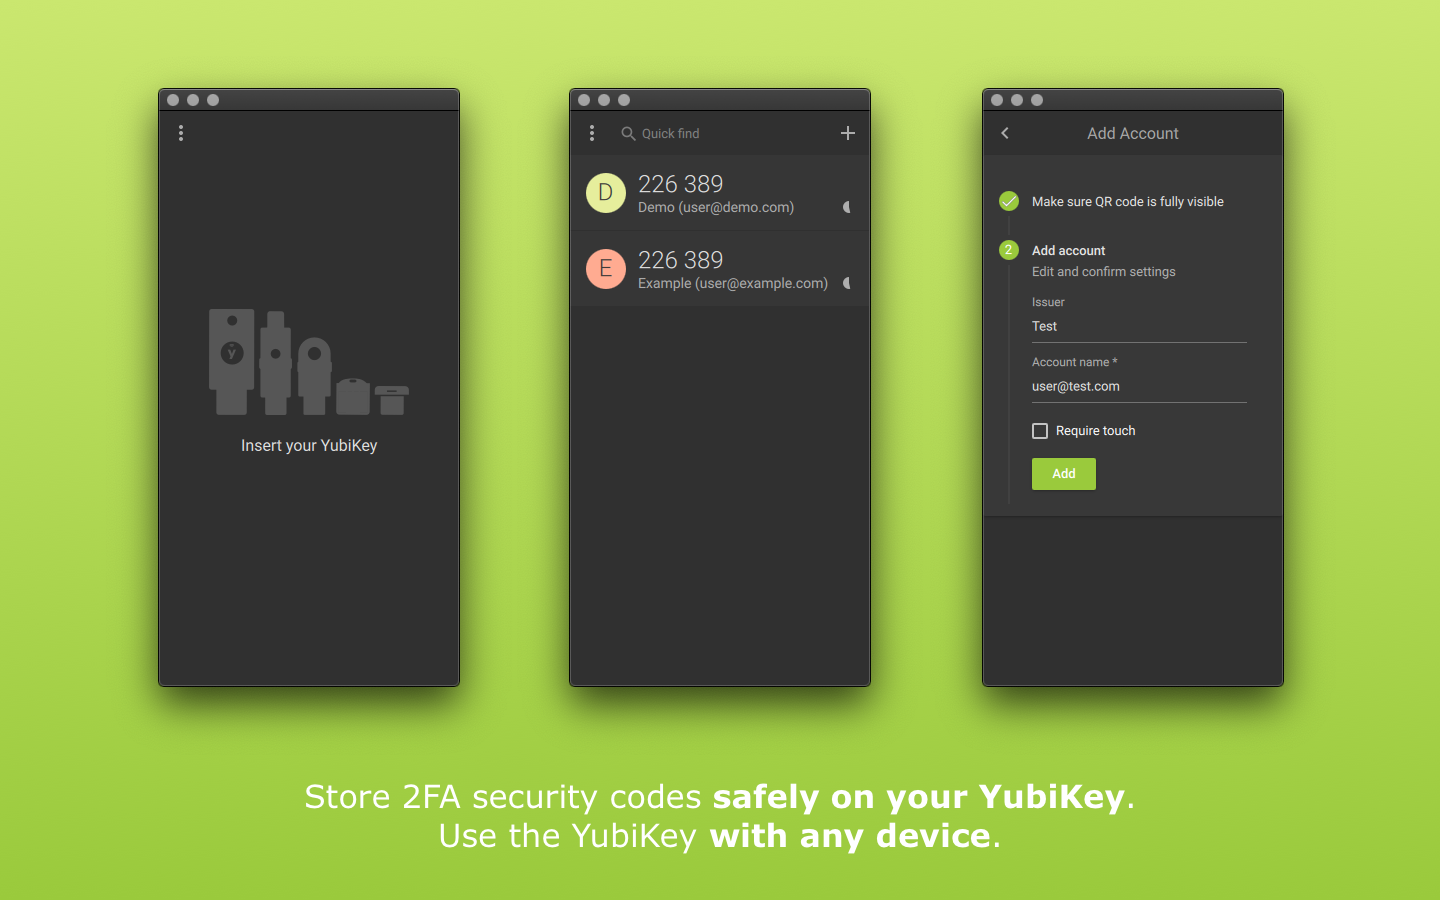 y
Insert your YubiKey
Quick find
D
226 389
Demo (user@demo.com)
E
226 389
Example (user@example.com)
Add Account
Make sure QR code is fully visible
2
Add account
Edit and confirm settings
Issuer
Test
Account name *
user@test.com
Require touch
Add
Store 2FA security codes safely on your YubiKey.
Use the YubiKey with any device.